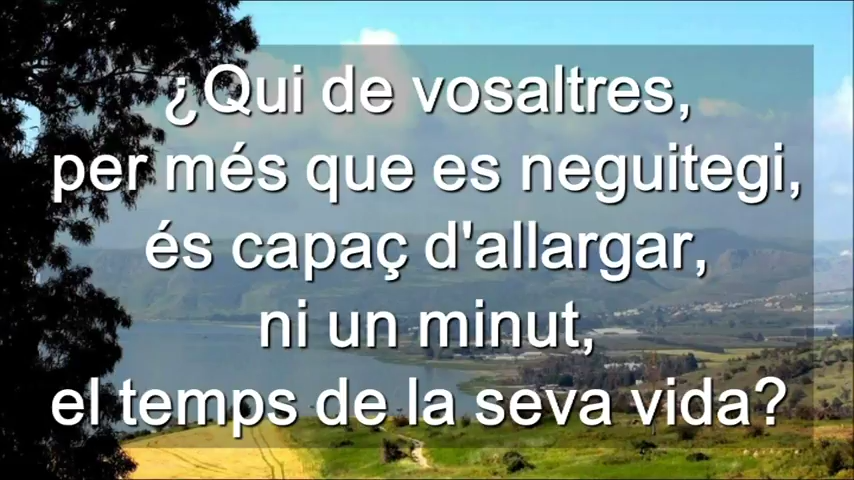 ¿Qui de vosaltres,
per més que es neguitegi,
és capaç d'allargar,
ni un minut,
el temps de la seva vida?